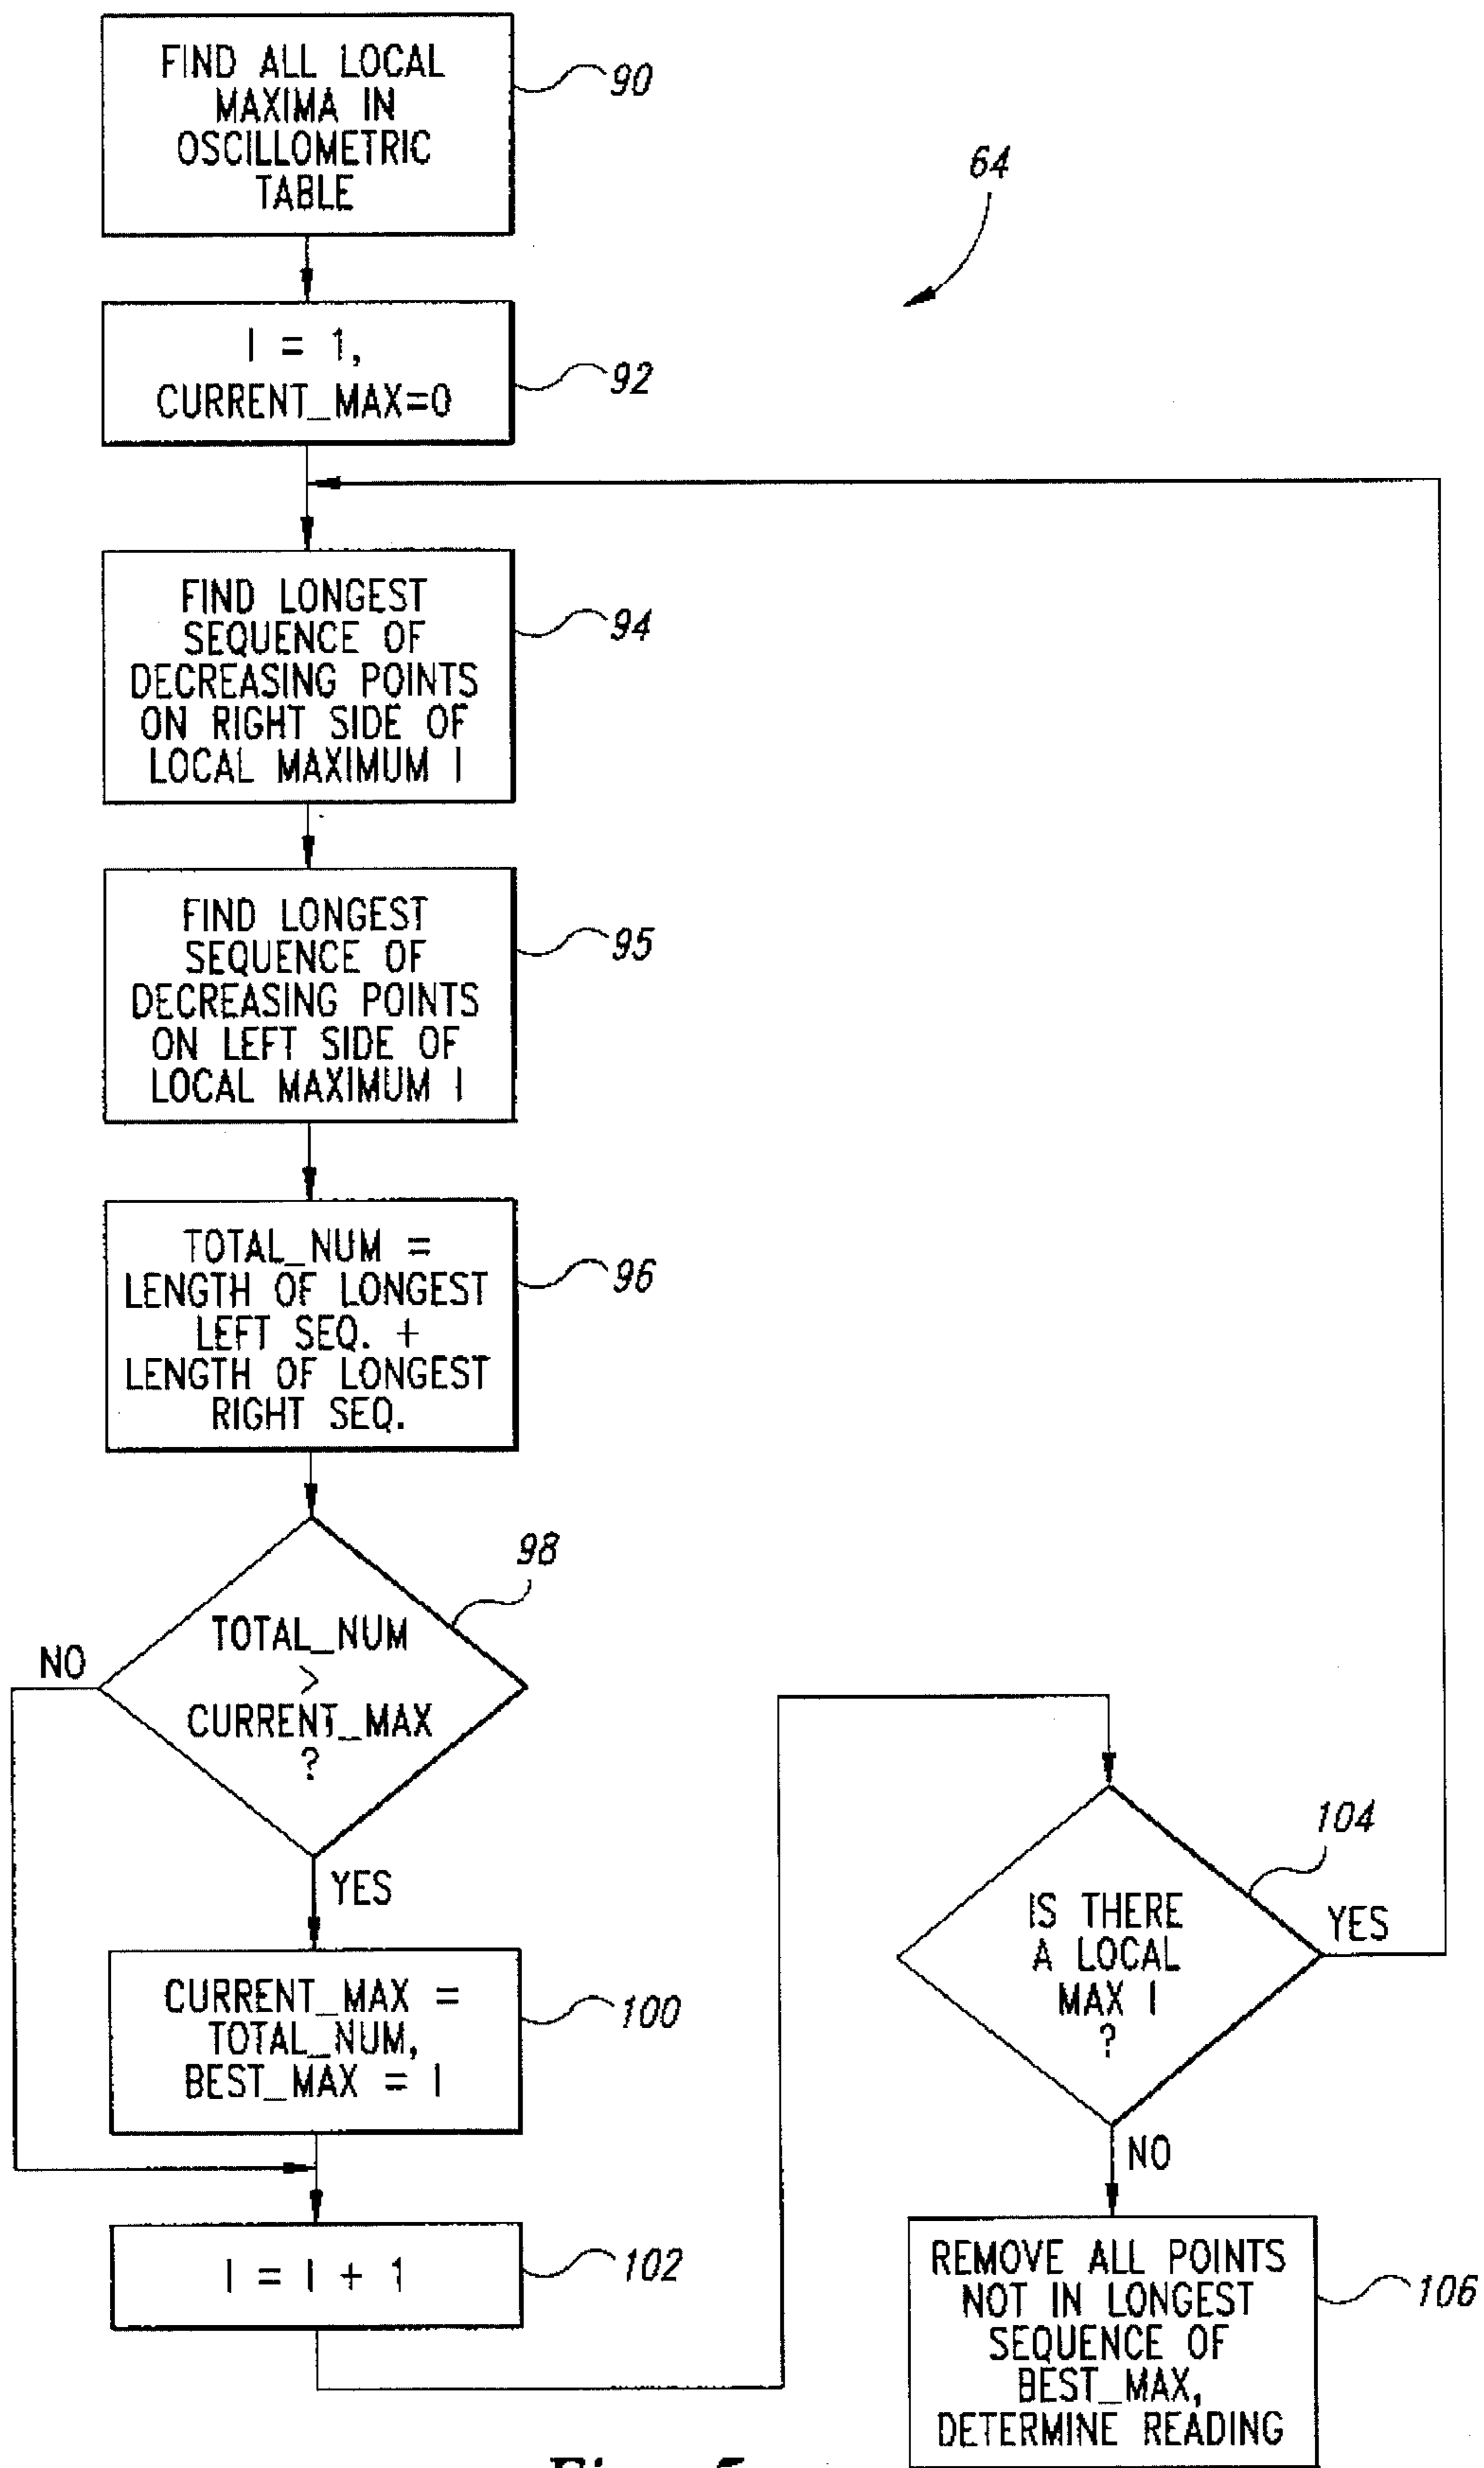 FIND ALL LOCAL
MAXIMA IN
OSCILLOMETRIC
TABLE
90
64
I = 1,
CURRENT_MAX=0
92
FIND LONGEST
SEQUENCE OF
DECREASING POINTS
ON RIGHT SIDE OF
LOCAL MAXIMUM I
94
FIND LONGEST
SEQUENCE OF
DECREASING POINTS
ON LEFT SIDE OF
LOCAL MAXIMUM I
95
TOTAL_NUM =
LENGTH OF LONGEST
LEFT SEQ. +
LENGTH OF LONGEST
RIGHT SEQ.
96
98
TOTAL_NUM
>
CURRENT_MAX
?
NO
YES
CURRENT_MAX =
TOTAL_NUM,
BEST_MAX = I
100
I = I + 1
102
104
IS THERE
A LOCAL
MAX I
?
YES
NO
REMOVE ALL POINTS
NOT IN LONGEST
SEQUENCE OF
BEST_MAX,
DETERMINE READING
106